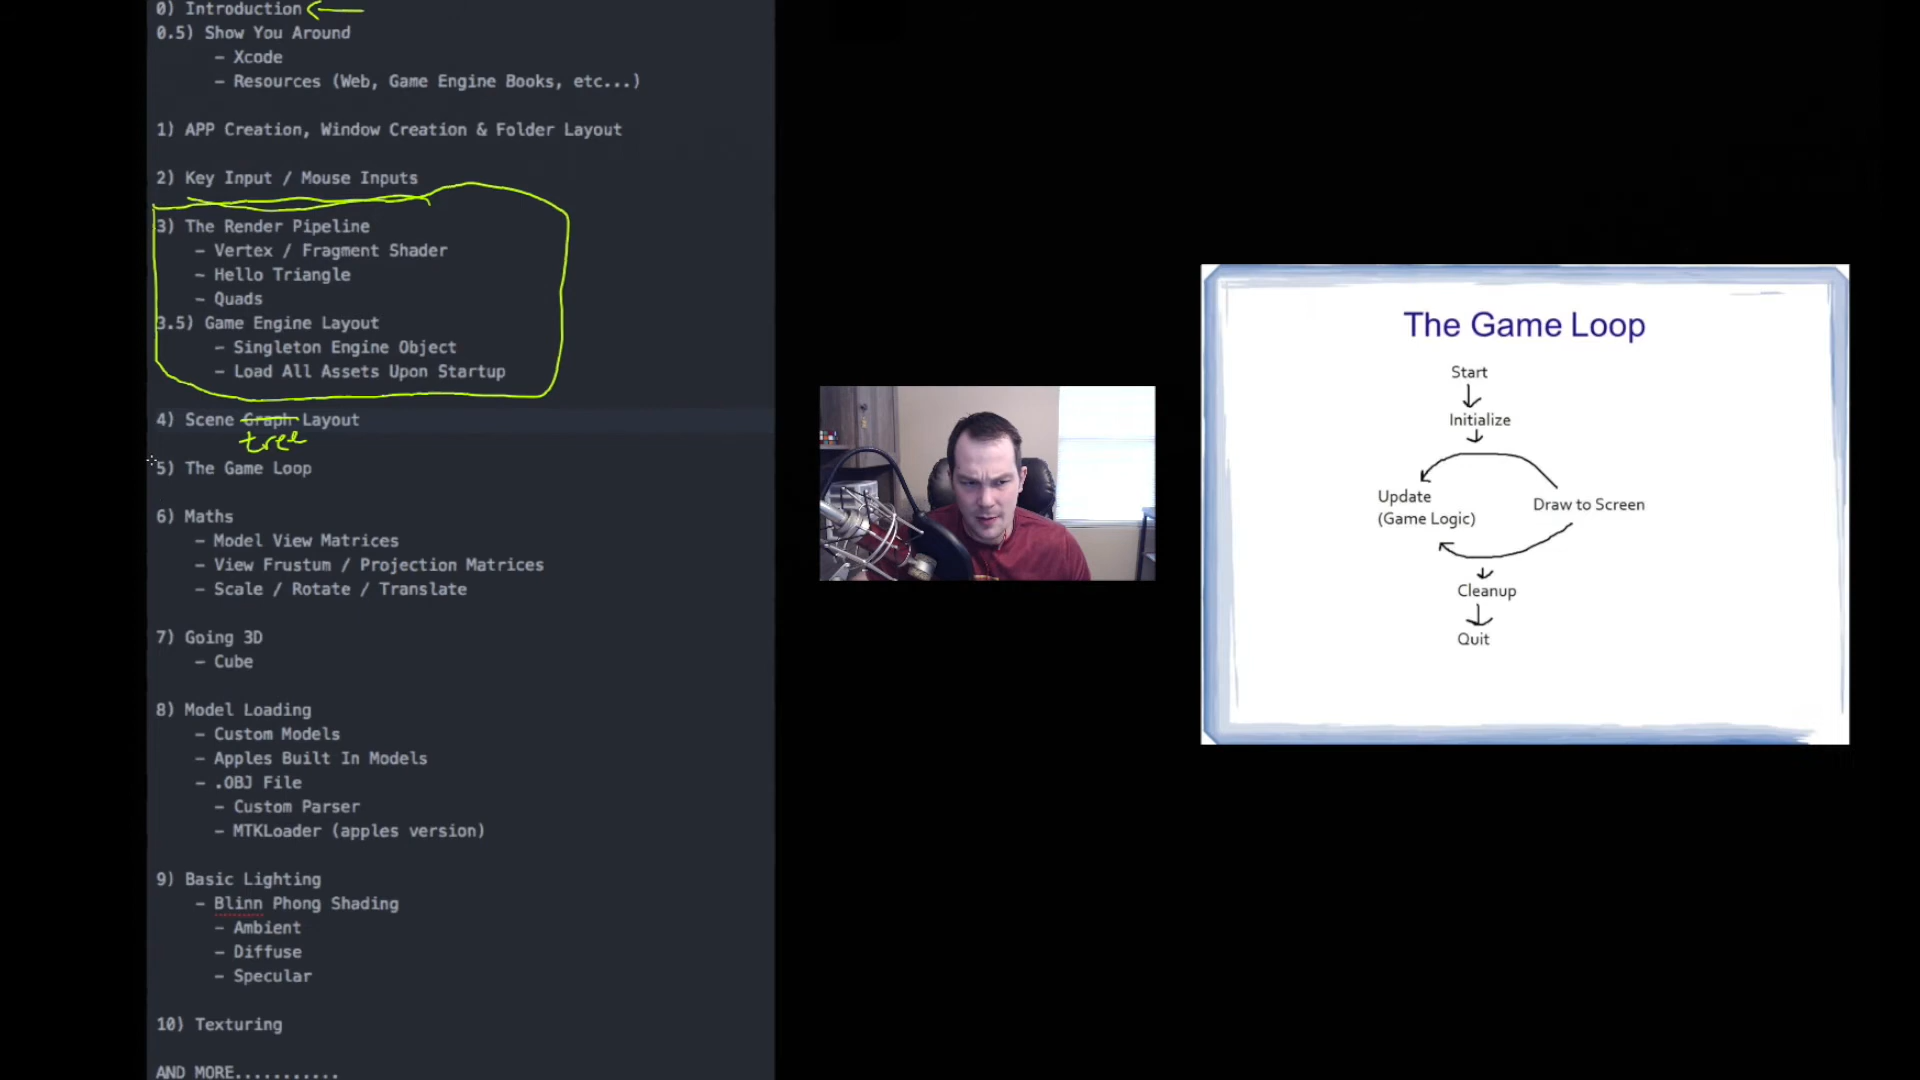 0) Introduction
0.5) Show You Around
- Xcode
- Resources (Web, Game Engine Books, etc...)
1) APP Creation, Window Creation & Folder Layout
2) Key Input / Mouse Inputs
3) The Render Pipeline
- Vertex / Fragment Shader
- Hello Triangle
- Quads
3.5) Game Engine Layout
- Singleton Engine Object
- Load All Assets Upon Startup
4) Scene Graph Layout
tree
5) The Game Loop
6) Maths
- Model View Matrices
- View Frustum / Projection Matrices
- Scale / Rotate / Translate
7) Going 3D
- Cube
8) Model Loading
- Custom Models
- Apples Built In Models
- .OBJ File
- Custom Parser
- MTKLoader (apples version)
9) Basic Lighting
- Blinn Phong Shading
- Ambient
- Diffuse
- Specular
10) Texturing
AND MORE...........
The Game Loop
Start
Initialize
Update
(Game Logic)
Draw to Screen
Cleanup
Quit